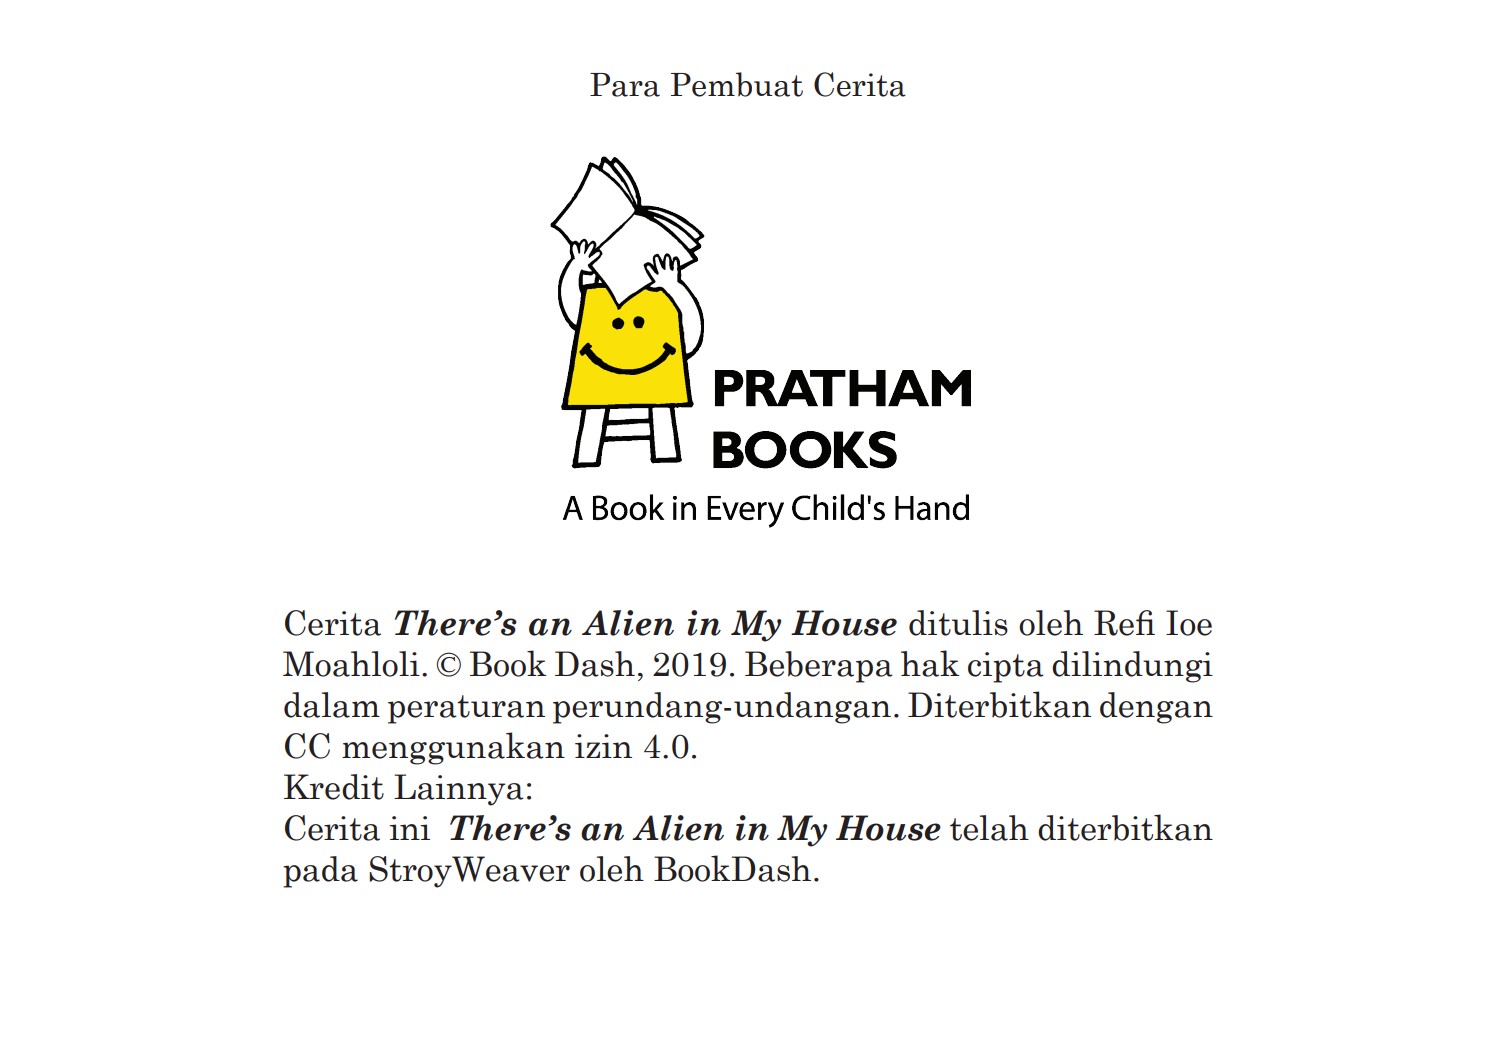 Para Pembuat Cerita
PRATHAM
BOOKS
A Book in Every Child's Hand
Cerita There’s an Alien in My House ditulis oleh Refi Ioe
Moahloli. © Book Dash, 2019. Beberapa hak cipta dilindungi
dalam peraturan perundang-undangan. Diterbitkan dengan
CC menggunakan izin 4.0.
Kredit Lainnya:
Cerita ini There’s an Alien in My House telah diterbitkan
pada StroyWeaver oleh BookDash.